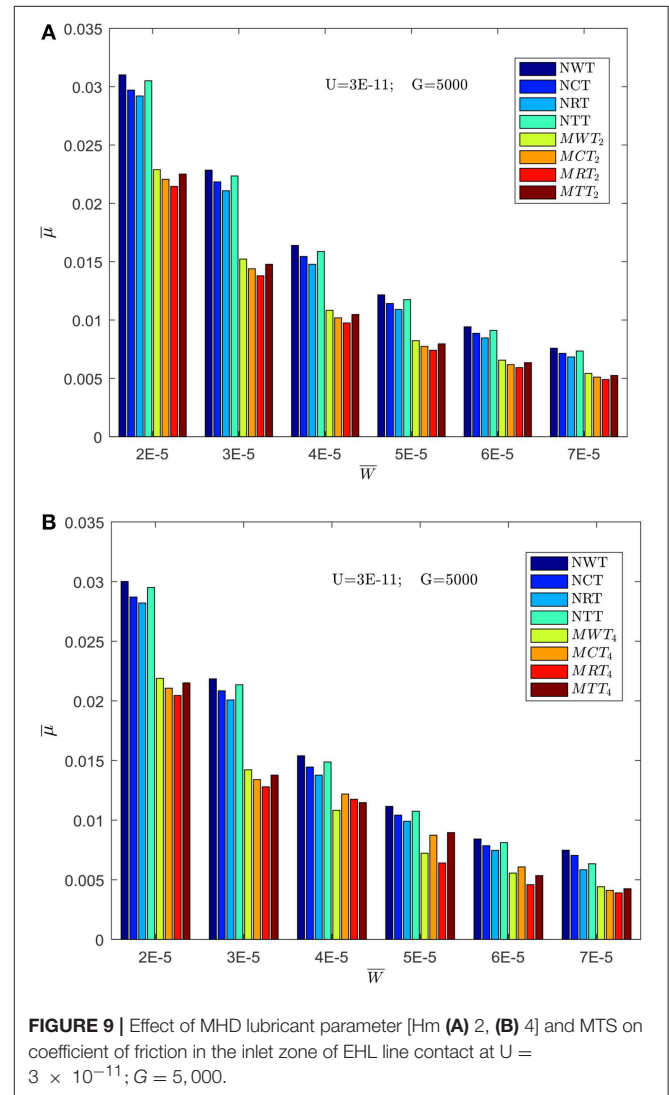 A
0.035
0.03
0.025
0.02
0.015
0.01
0.005
0
μ̅
U=3E-11; G=5000
NWT
NCT
NRT
NTT
MWT₂
MCT₂
MRT₂
MTT₂
2E-5 3E-5 4E-5 5E-5 6E-5 7E-5
W̅
B
0.035
0.03
0.025
0.02
0.015
0.01
0.005
0
μ̅
U=3E-11; G=5000
NWT
NCT
NRT
NTT
MWT₄
MCT₄
MRT₄
MTT₄
2E-5 3E-5 4E-5 5E-5 6E-5 7E-5
W̅
FIGURE 9 | Effect of MHD lubricant parameter [Hm (A) 2, (B) 4] and MTS on
coefficient of friction in the inlet zone of EHL line contact at U =
3 × 10⁻¹¹; G = 5,000.